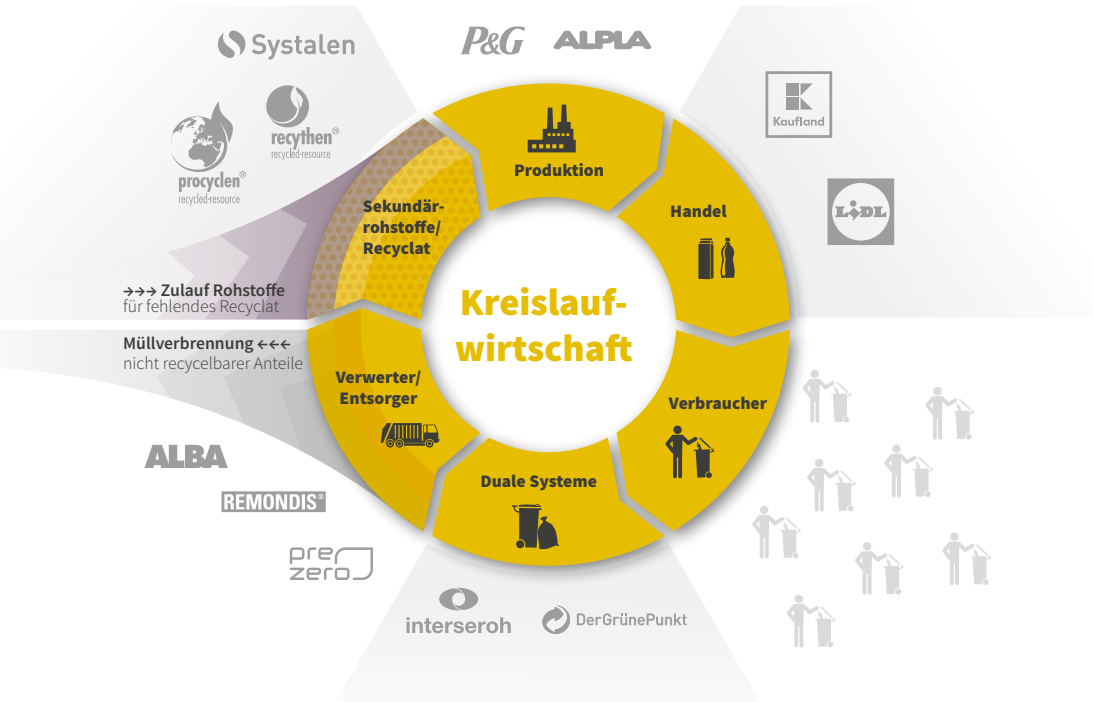 Systalen
P&G
ALPLA
Kaufland
recythen®
recycled-resource
procyclen®
recycled-resource
LIDL
Produktion
Handel
Sekundär-
rohstoffe/
Recyclat
→→→ Zulauf Rohstoffe
für fehlendes Recyclat
Kreislauf-
wirtschaft
Müllverbrennung ←←←
nicht recycelbarer Anteile
Verwerter/
Entsorger
Verbraucher
Duale Systeme
ALBA
REMONDIS®
pre
zero
interseroh
DerGrünePunkt